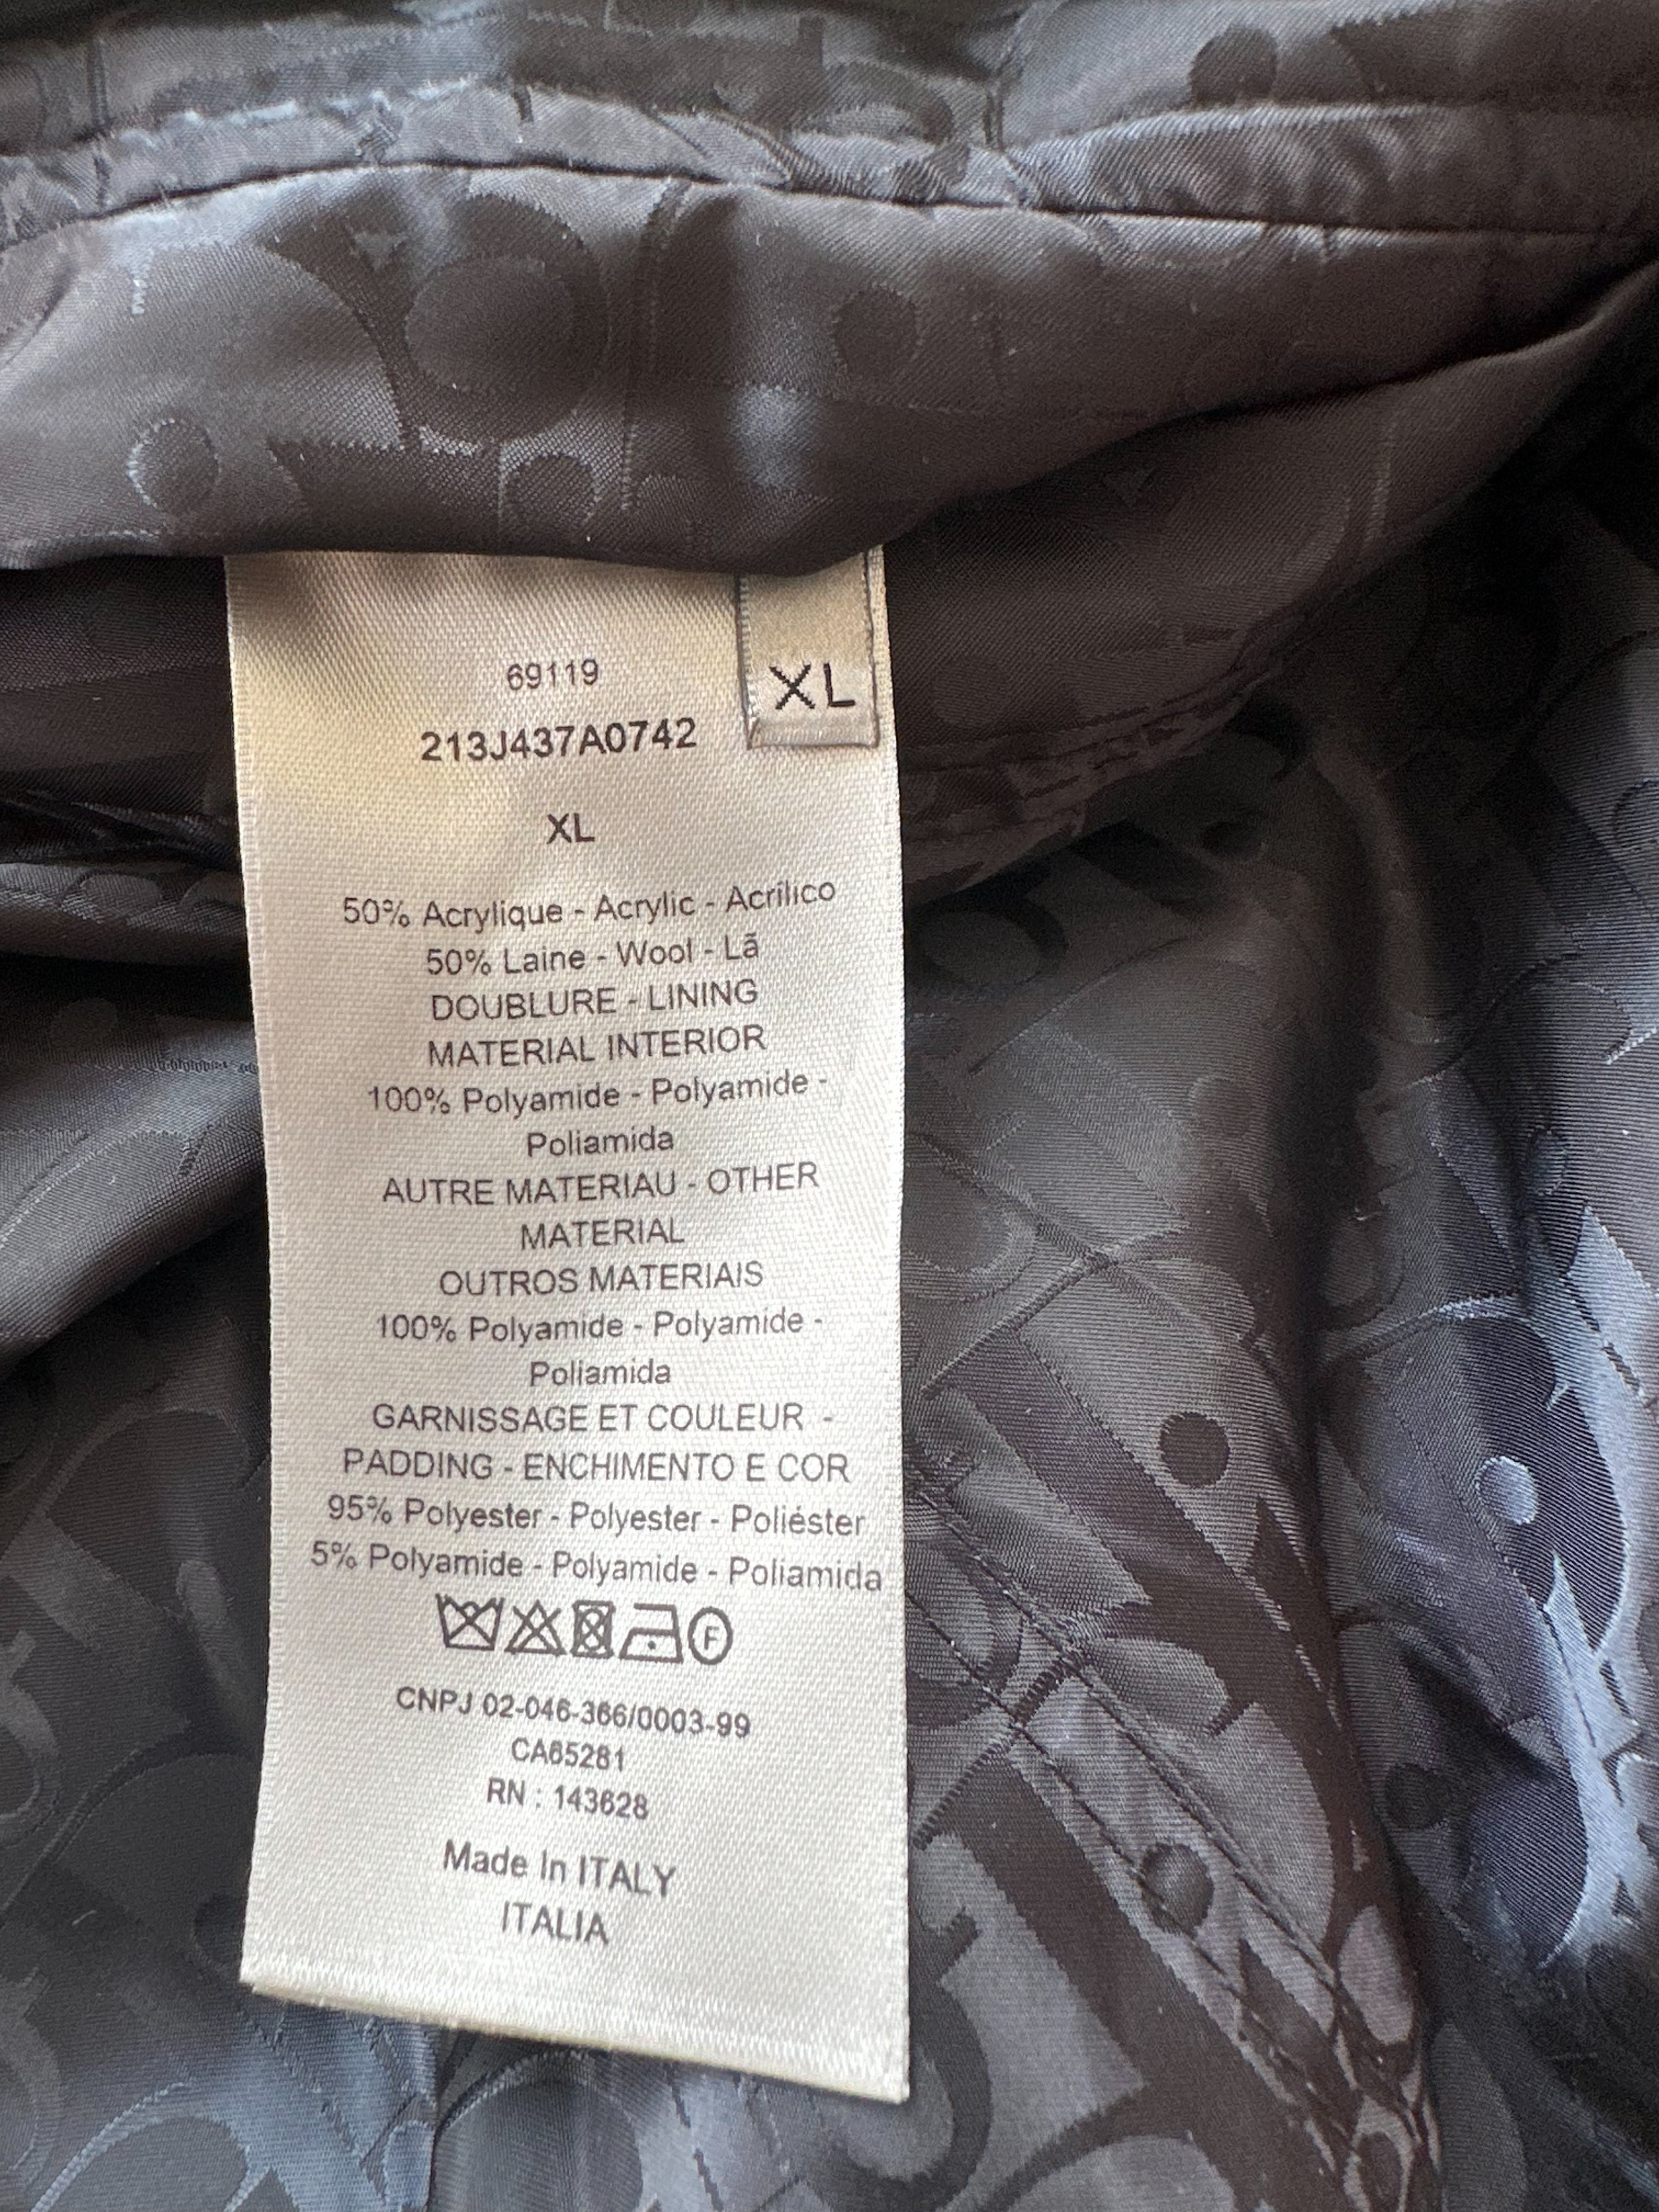 69119
XL
213J437A0742
XL
50% Acrylique - Acrylic - Acrílico
50% Laine - Wool - Lã
DOUBLURE - LINING
MATERIAL INTERIOR
100% Polyamide - Polyamide -
Poliamida
AUTRE MATERIAU - OTHER
MATERIAL
OUTROS MATERIAIS
100% Polyamide - Polyamide -
Poliamida
GARNISSAGE ET COULEUR -
PADDING - ENCHIMENTO E COR
95% Polyester - Polyester - Poliéster
5% Polyamide - Polyamide - Poliamida
F
CNPJ 02-046-366/0003-99
CA65281
RN : 143628
Made In ITALY
ITALIA